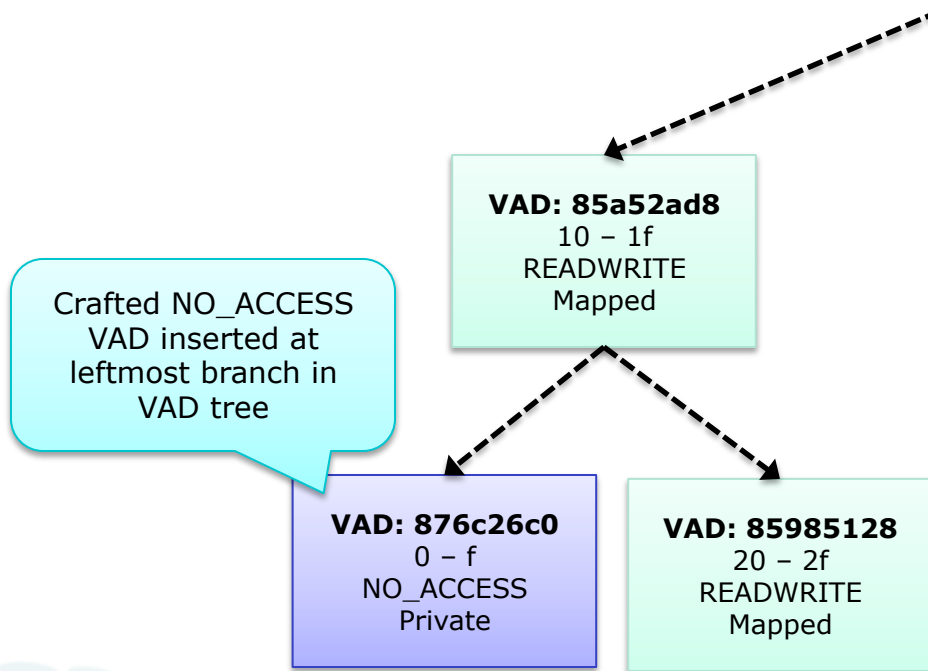 VAD: 85a52ad8
10 – 1f
READWRITE
Mapped
Crafted NO_ACCESS
VAD inserted at
leftmost branch in
VAD tree
VAD: 876c26c0
0 – f
NO_ACCESS
Private
VAD: 85985128
20 – 2f
READWRITE
Mapped